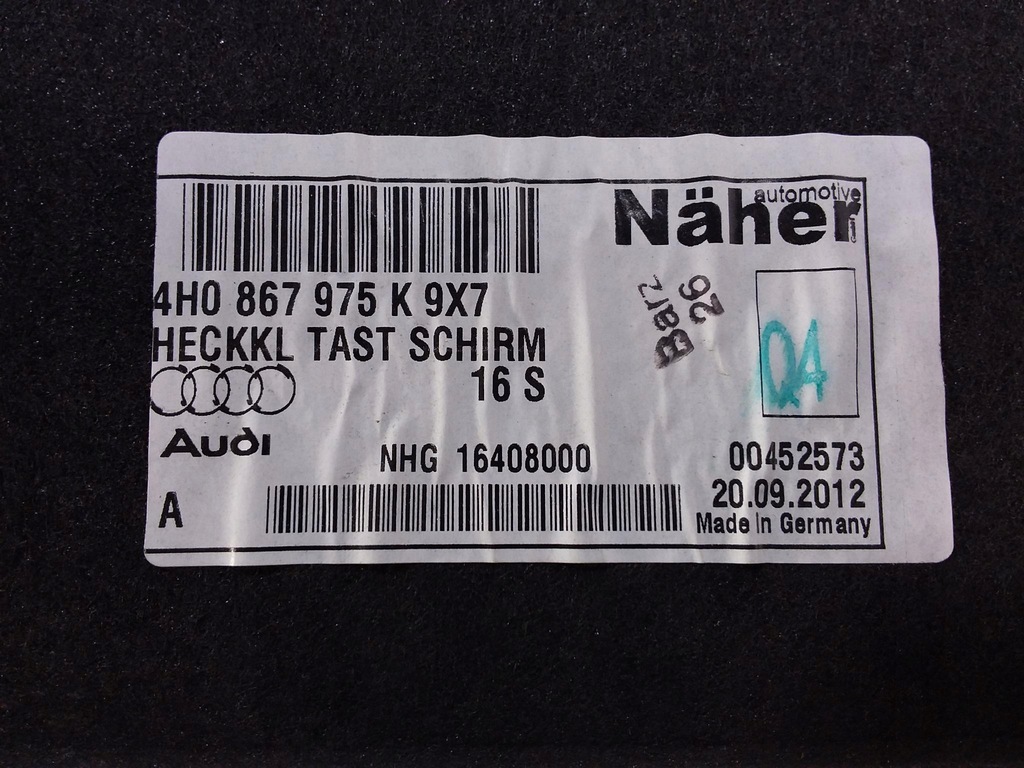 automotive
Näher
4H0 867 975 K 9X7
HECKKL TAST SCHIRM
16 S
Barz
26
Q4
Audi
NHG 16408000
00452573
A
20.09.2012
Made in Germany